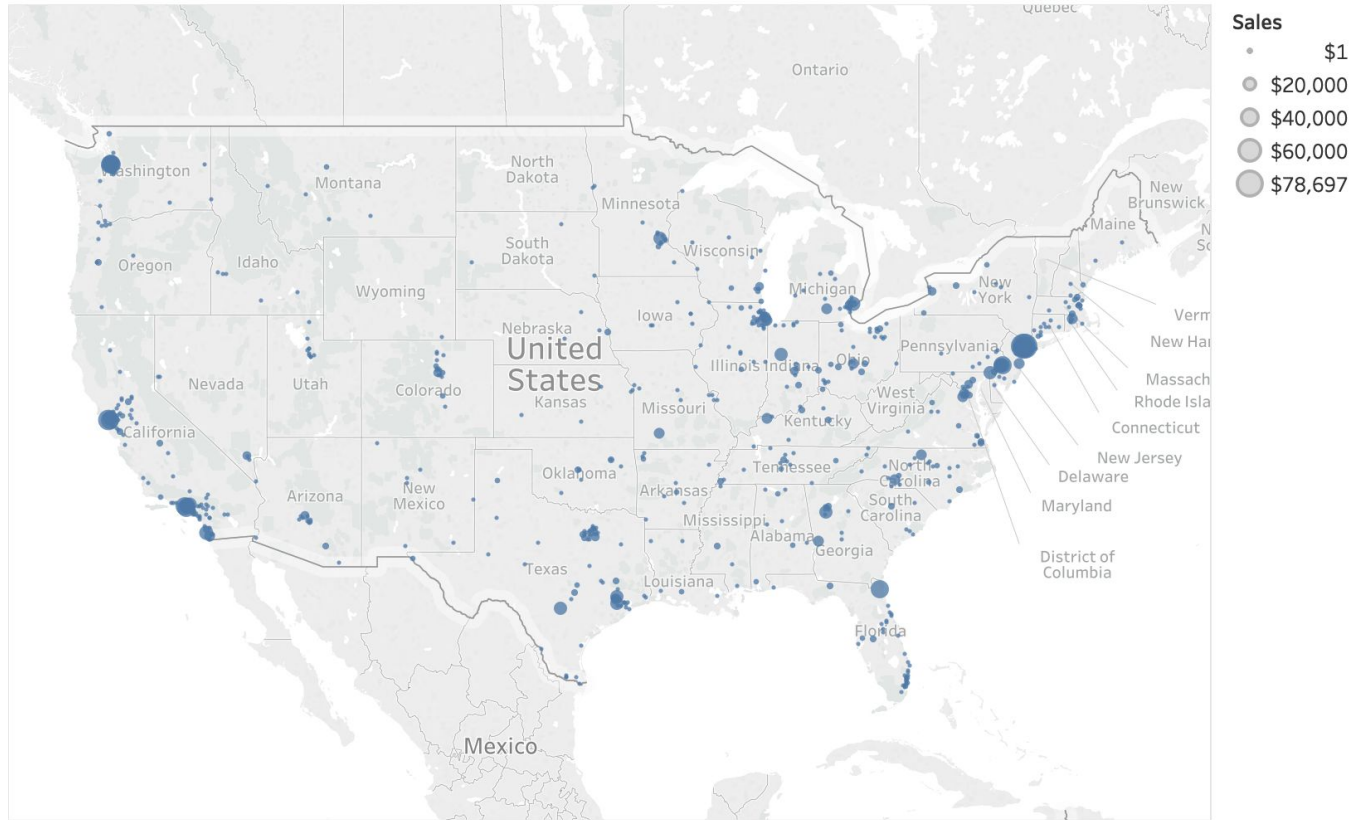 Quebec
Sales
$1
Ontario
$20,000
$40,000
$60,000
$78,697
Washington
Montana
North
Dakota
Minnesota
New
Brunswick
Maine
Oregon
Idaho
South
Dakota
Wisconsin
Wyoming
Michigan
New
York
Iowa
Nebraska
United
States
Pennsylvania
Verm
New Har
Nevada
Utah
Colorado
Kansas
Illinois
Indiana
Ohio
Missouri
West
Virginia
Massach
Rhode Isla
Connecticut
California
Kentucky
New Jersey
Delaware
Maryland
Arizona
New
Mexico
Oklahoma
Arkansas
Tennessee
North
Carolina
South
Carolina
Mississippi
Alabama
Georgia
District of
Columbia
Texas
Louisiana
Florida
Mexico